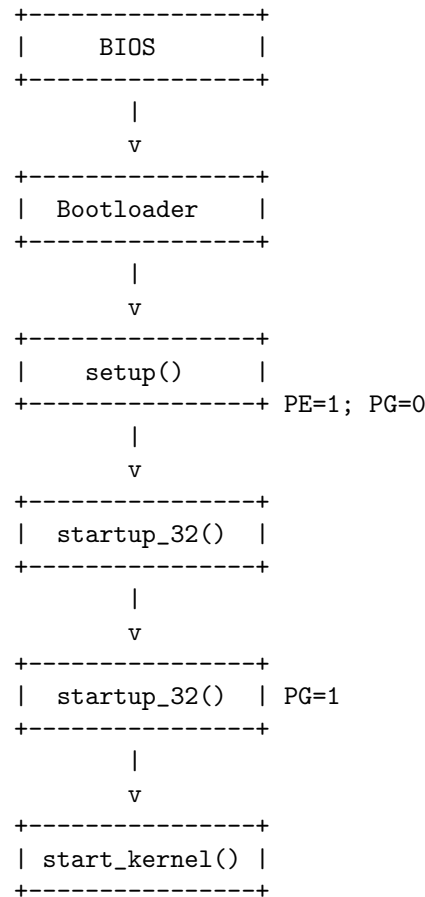 +----------------+
|     BIOS       |
+----------------+
        |
        v
+----------------+
|  Bootloader    |
+----------------+
        |
        v
+----------------+
|    setup()     |
+----------------+ PE=1; PG=0
        |
        v
+----------------+
|  startup_32()  |
+----------------+
        |
        v
+----------------+
|  startup_32()  | PG=1
+----------------+
        |
        v
+----------------+
| start_kernel() |
+----------------+